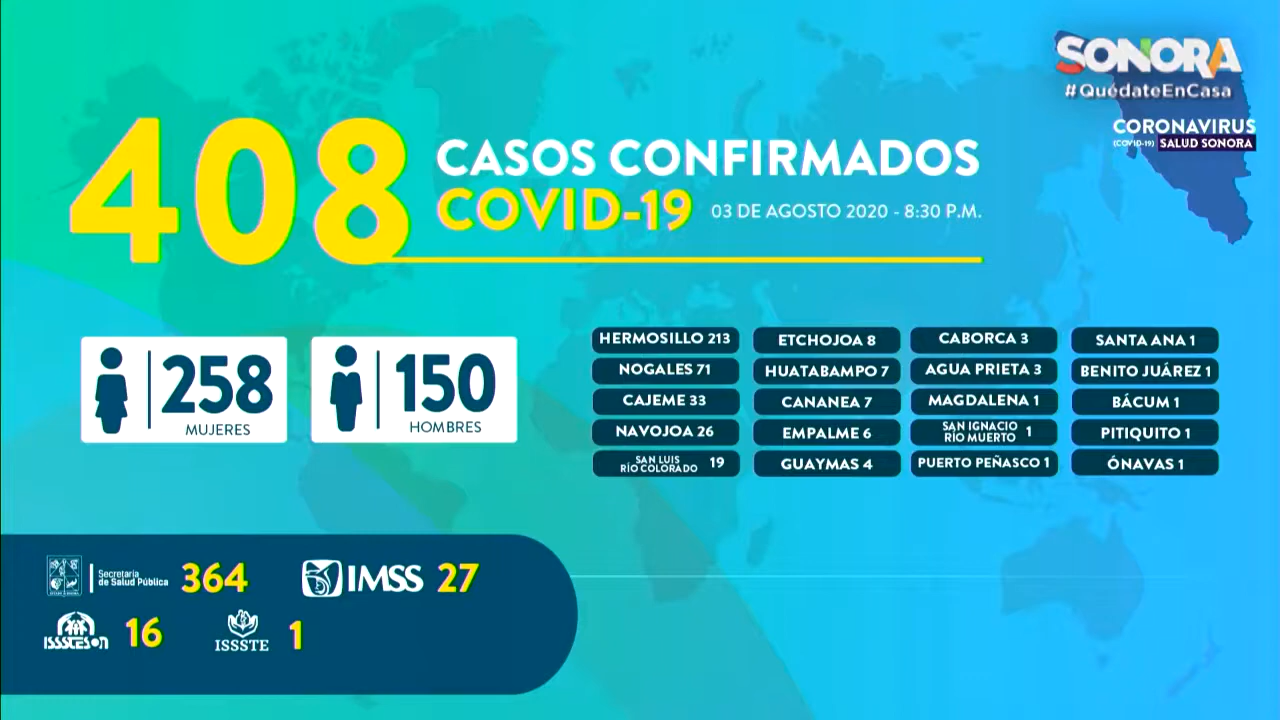 SONORA
#QuédateEnCasa
CORONAVIRUS
(COVID-19) SALUD SONORA
408
CASOS CONFIRMADOS
COVID-19 03 DE AGOSTO 2020 - 8:30 P.M.
258
MUJERES
150
HOMBRES
HERMOSILLO 213
NOGALES 71
CAJEME 33
NAVOJOA 26
SAN LUIS
RÍO COLORADO 19
ETCHOJOA 8
HUATABAMPO 7
CANANEA 7
EMPALME 6
GUAYMAS 4
CABORCA 3
AGUA PRIETA 3
MAGDALENA 1
SAN IGNACIO
RÍO MUERTO 1
PUERTO PEÑASCO 1
SANTA ANA 1
BENITO JUÁREZ 1
BÁCUM 1
PITIQUITO 1
ÓNAVAS 1
Secretaría
de Salud Pública 364
IMSS 27
ISSSTESON 16
ISSSTE 1